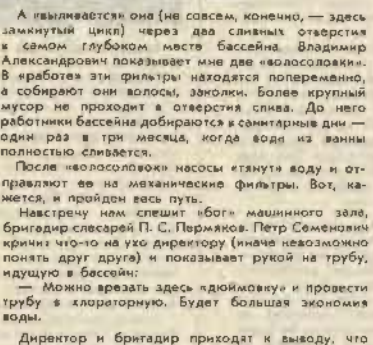 А «выливается» она (не совсем, конечно, — здесь
замкнутый цикл) через два сливных отверстия
в самом глубоком месте бассейна. Владимир
Александрович показывает мне две «волосоловки».
В «работе» эти фильтры находятся попеременно,
а собирают они волосы, заколки. Более крупный
мусор не проходит в отверстия слива. До него
работники бассейна добираются в санитарные дни —
один раз в три месяца, когда вода из ванны
полностью сливается.
После «волосоловок» насосы «тянут» воду и от-
правляют ее на механические фильтры. Вот, ка-
жется, и пройден весь путь.
Навстречу нам спешит «бог» машинного зала,
бригадир слесарей П. С. Пермяков. Петр Семенович
кричит что-то на ухо директору (иначе невозможно
понять друг друга) и показывает рукой на трубу,
идущую в бассейн:
— Можно врезать здесь «дюймовку» и провести
трубу в хлораторную. Будет большая экономия
воды.
Директор и бригадир приходят к выводу, что